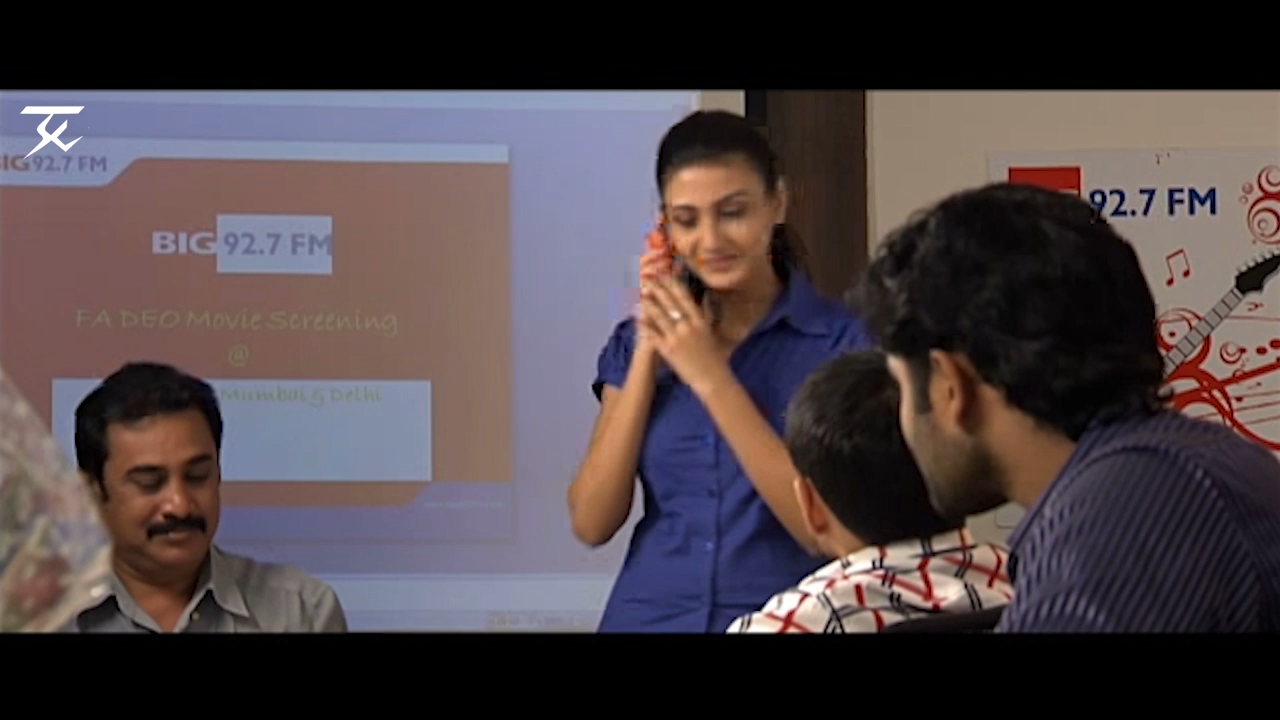 BIG 92.7 FM
BIG 92.7 FM
FA DEO Movie Screening
@
Mumbai & Delhi
92.7 FM